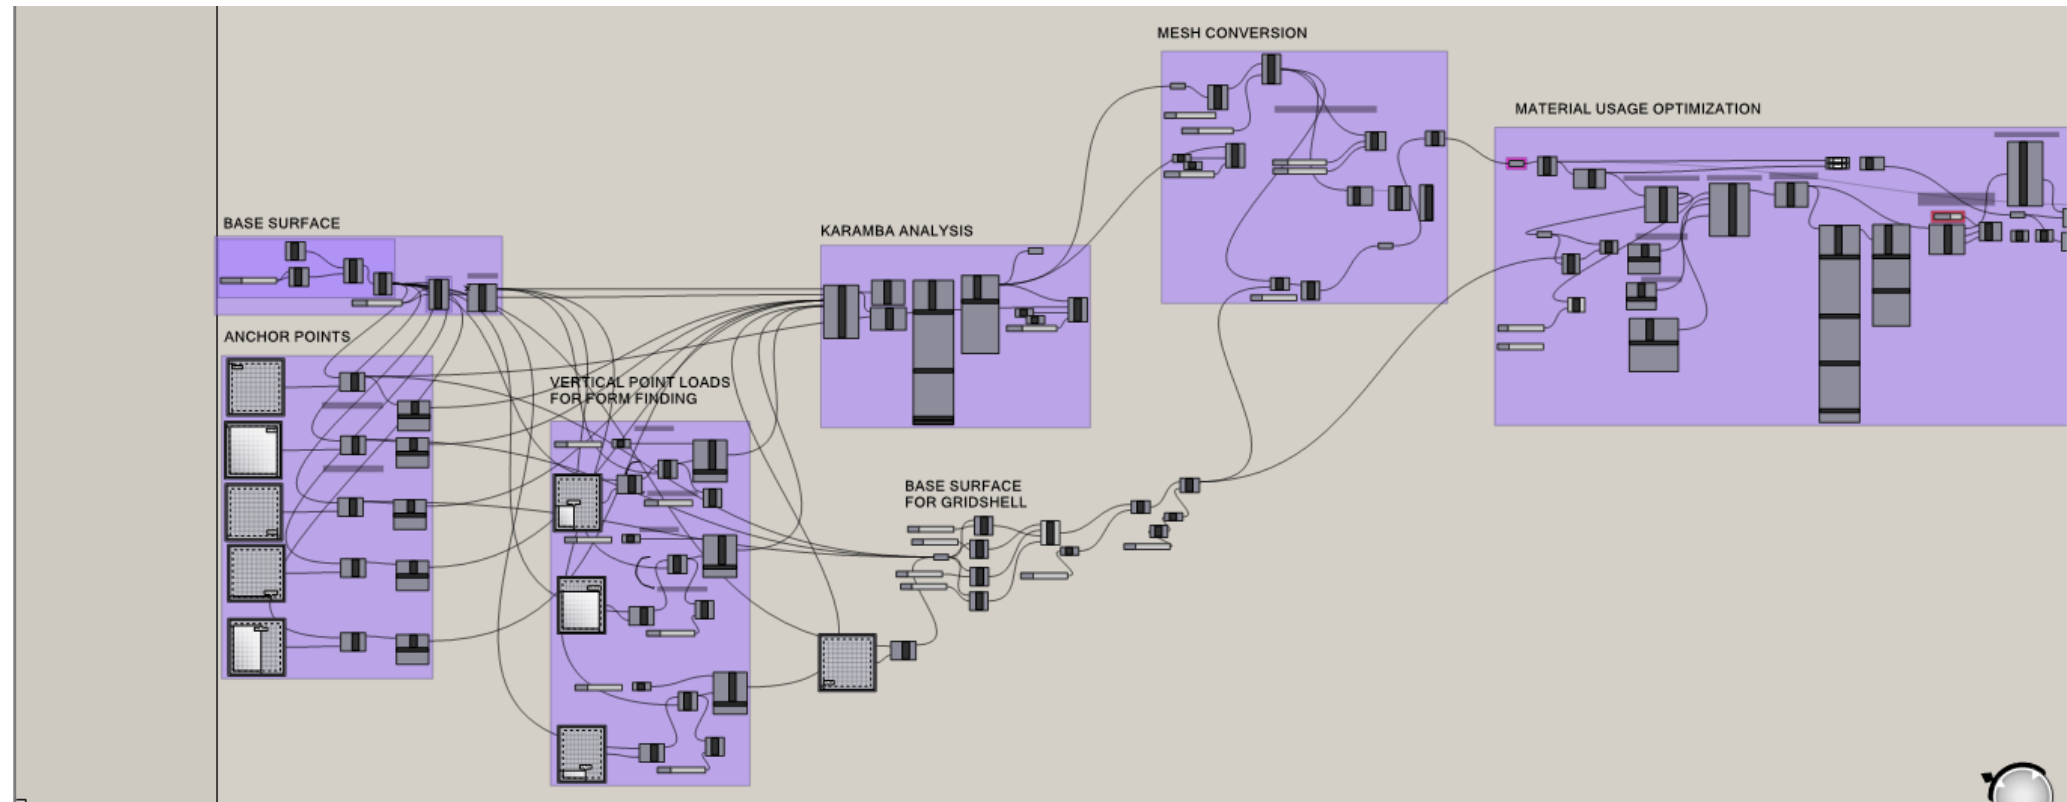 MESH CONVERSION
MATERIAL USAGE OPTIMIZATION
BASE SURFACE
KARAMBA ANALYSIS
ANCHOR POINTS
VERTICAL POINT LOADS
FOR FORM FINDING
BASE SURFACE
FOR GRIDSHELL